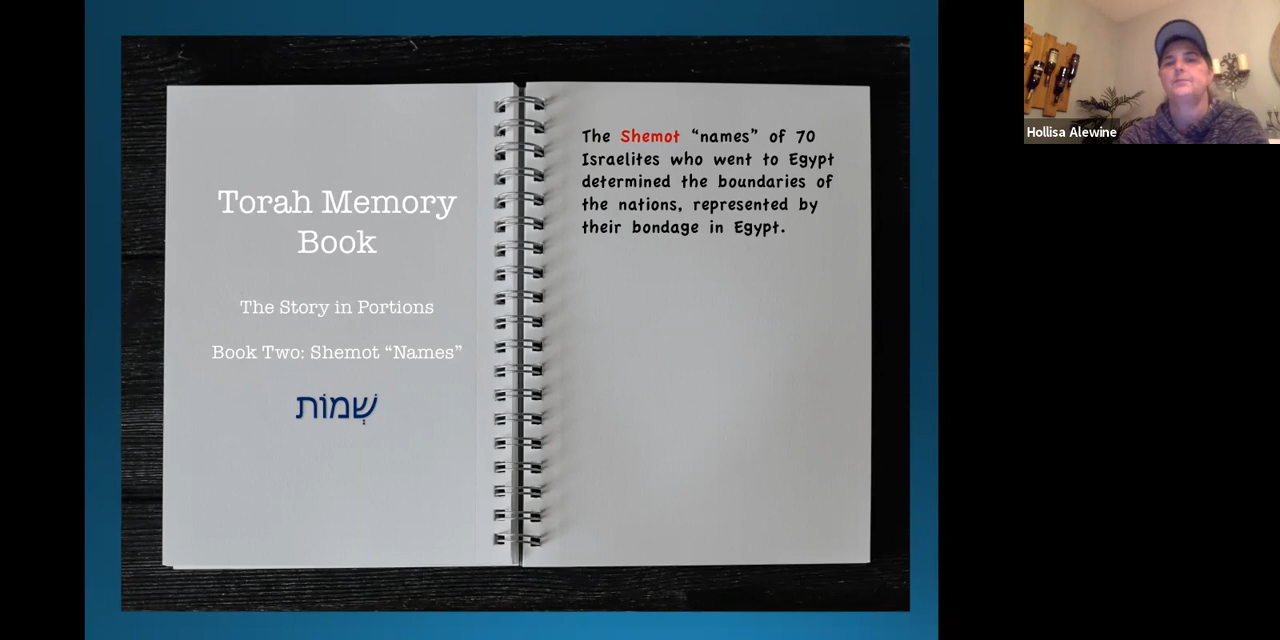 Torah Memory
Book
The Story in Portions
Book Two: Shemot “Names”
שְׁמוֹת
The Shemot “names” of 70
Israelites who went to Egypt
determined the boundaries of
the nations, represented by
their bondage in Egypt.
Hollisa Alewine